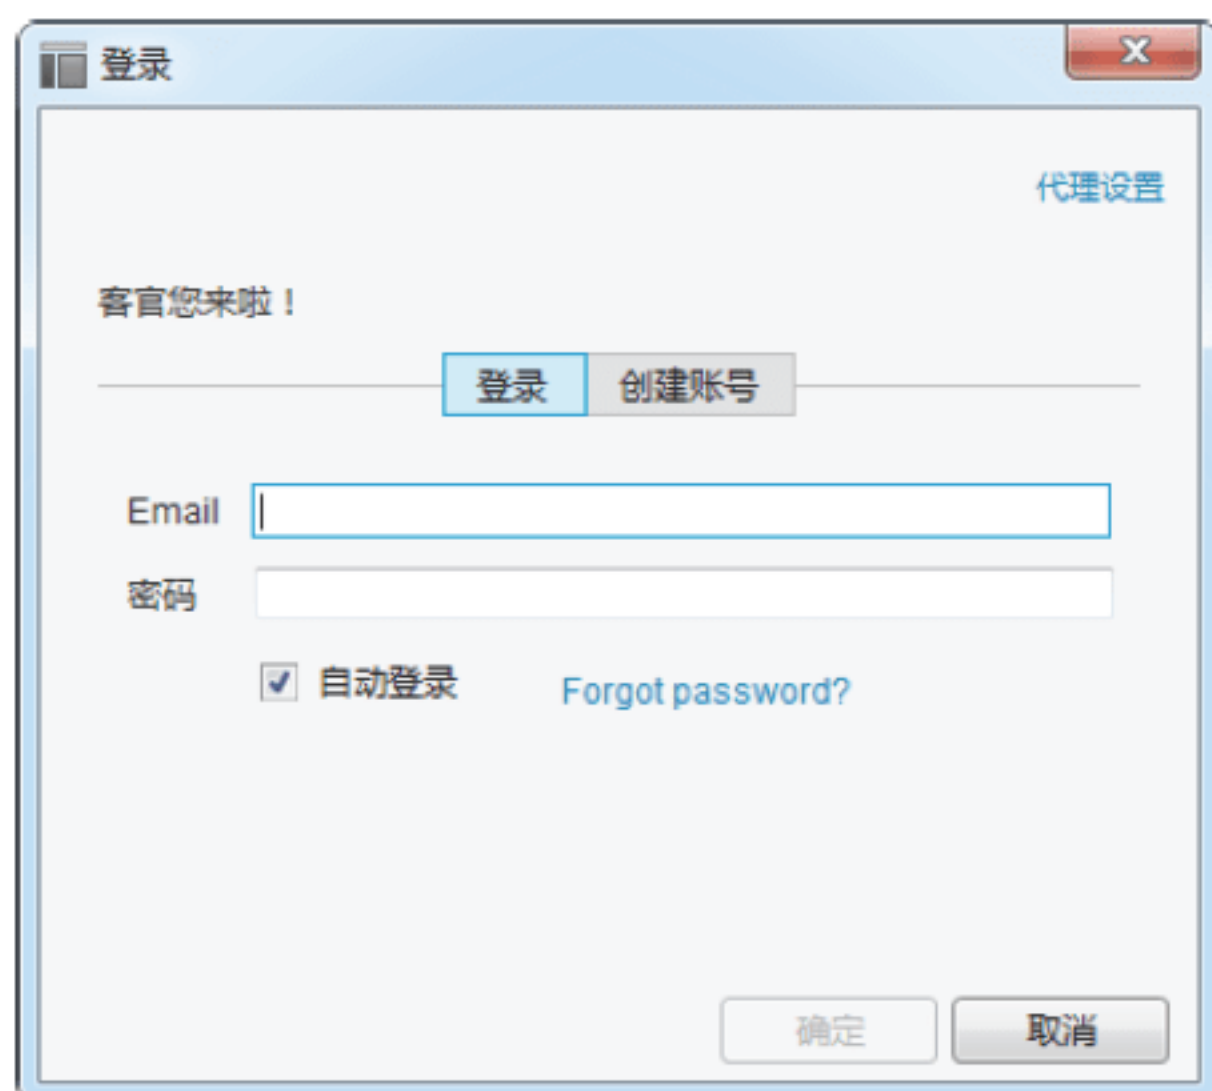 登录
代理设置
客官您来啦！
登录 创建账号
Email
密码
自动登录 Forgot password?
确定 取消